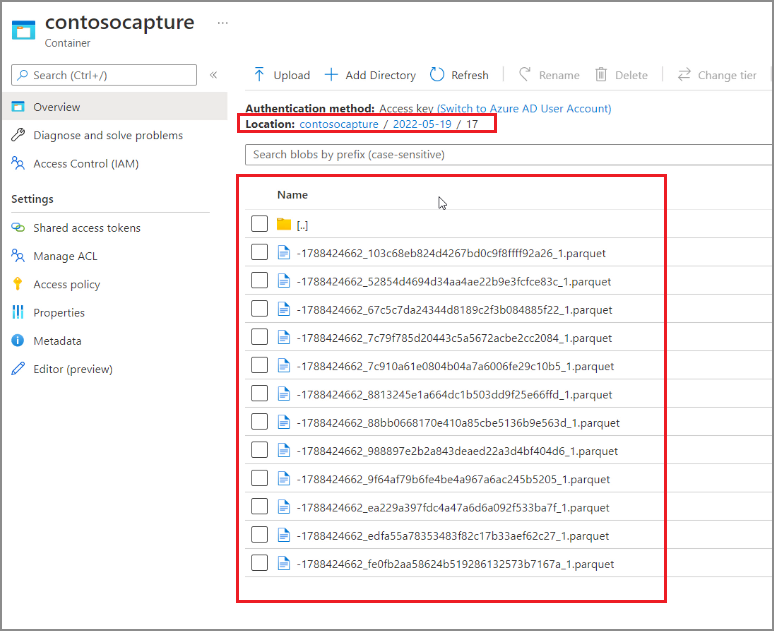 contosocapture ...
Container
Search (Ctrl+/) «
Overview
Diagnose and solve problems
Access Control (IAM)
Settings
Shared access tokens
Manage ACL
Access policy
Properties
Metadata
Editor (preview)
Upload Add Directory Refresh Rename Delete Change tier
Authentication method: Access key (Switch to Azure AD User Account)
Location: contosocapture / 2022-05-19 / 17
Search blobs by prefix (case-sensitive)
Name
[..]
-1788424662_103c68eb824d4267bd0c9f8ffff92a26_1.parquet
-1788424662_52854d4694d34aa4ae22b9e3fcfce83c_1.parquet
-1788424662_67c5c7da24344d8189c2f3b084885f22_1.parquet
-1788424662_7c79f785d20443c5a5672acbe2cc2084_1.parquet
-1788424662_7c910a61e0804b04a7a6006fe29c10b5_1.parquet
-1788424662_8813245e1a664dc1b503dd9f25e66ffd_1.parquet
-1788424662_88bb0668170e410a85cbe5136b9e563d_1.parquet
-1788424662_988897e2b2a843deaed22a3d4bf404d6_1.parquet
-1788424662_9f64af79b6fe4be4a967a6ac245b5205_1.parquet
-1788424662_ea229a397fdc4a47a6d6a092f533ba7f_1.parquet
-1788424662_edfa55a78353483f82c17b33aef62c27_1.parquet
-1788424662_fe0fb2aa58624b519286132573b7167a_1.parquet